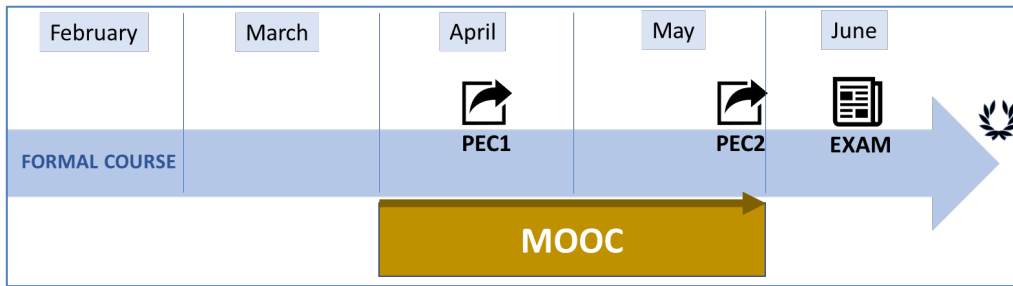 February
March
April
May
June
PEC1
PEC2
EXAM
FORMAL COURSE
MOOC